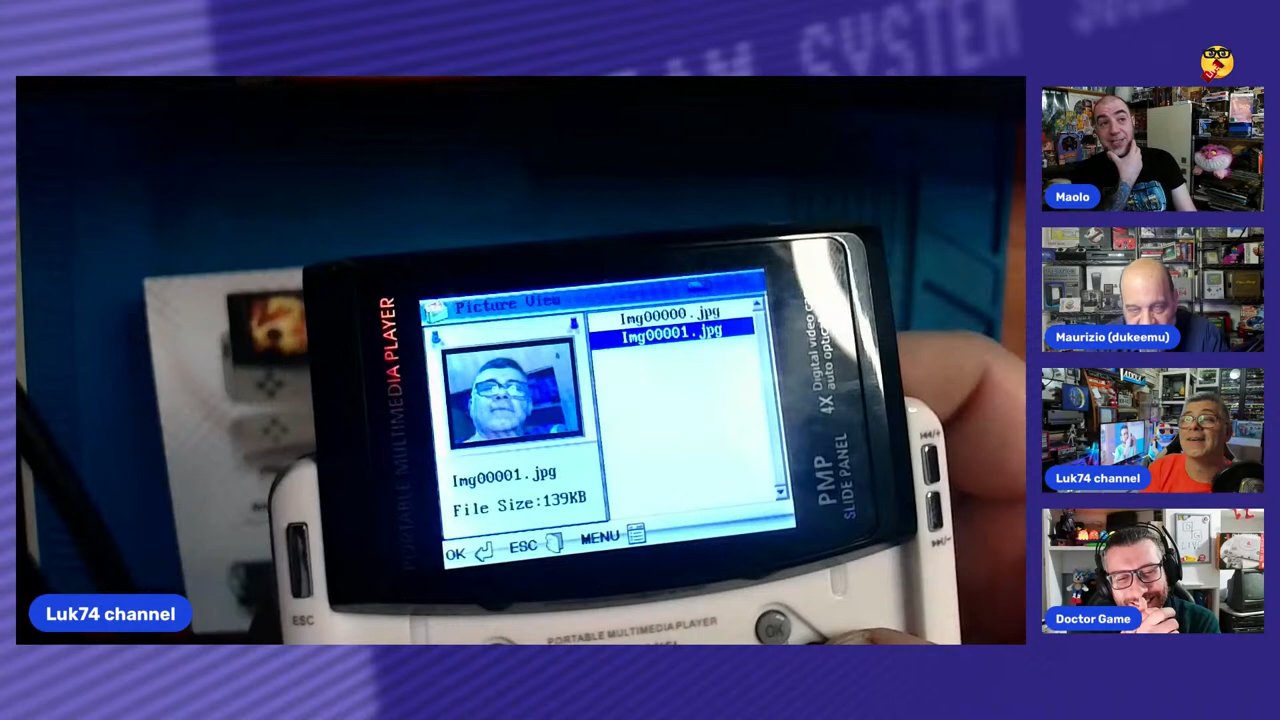 SYSTEM
PORTABLE MULTIMEDIA PLAYER
Picture View
Img00000.jpg
Img00001.jpg
Img00001.jpg
File Size:139KB
OK
ESC
MENU
4X
Digital video
auto
PMP
SLIDE PANEL
ESC
OK
PORTABLE MULTIMEDIA PLAYER
Luk74 channel
Maolo
Maurizio (dukeemu)
Luk74 channel
Doctor Game